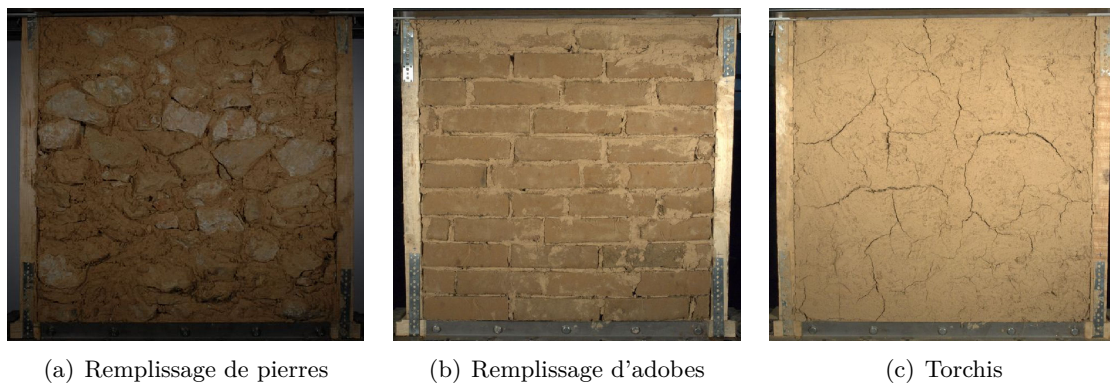 (a) Remplissage de pierres
(b) Remplissage d'adobes
(c) Torchis